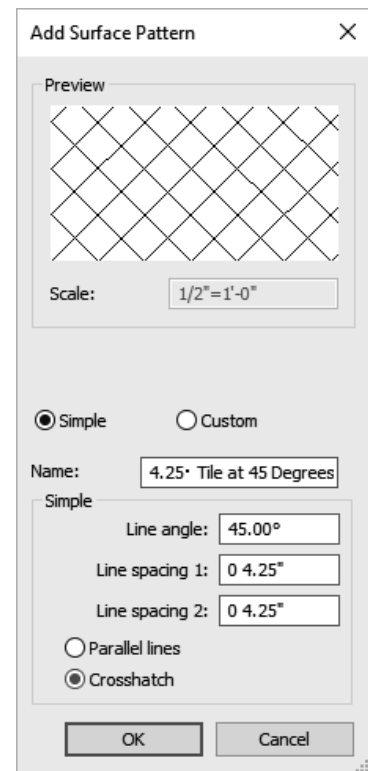 Add Surface Pattern
Preview
Scale: 1/2"=1'-0"
Simple Custom
Name: 4.25· Tile at 45 Degrees
Simple
Line angle: 45.00°
Line spacing 1: 0 4.25"
Line spacing 2: 0 4.25"
Parallel lines
Crosshatch
OK Cancel